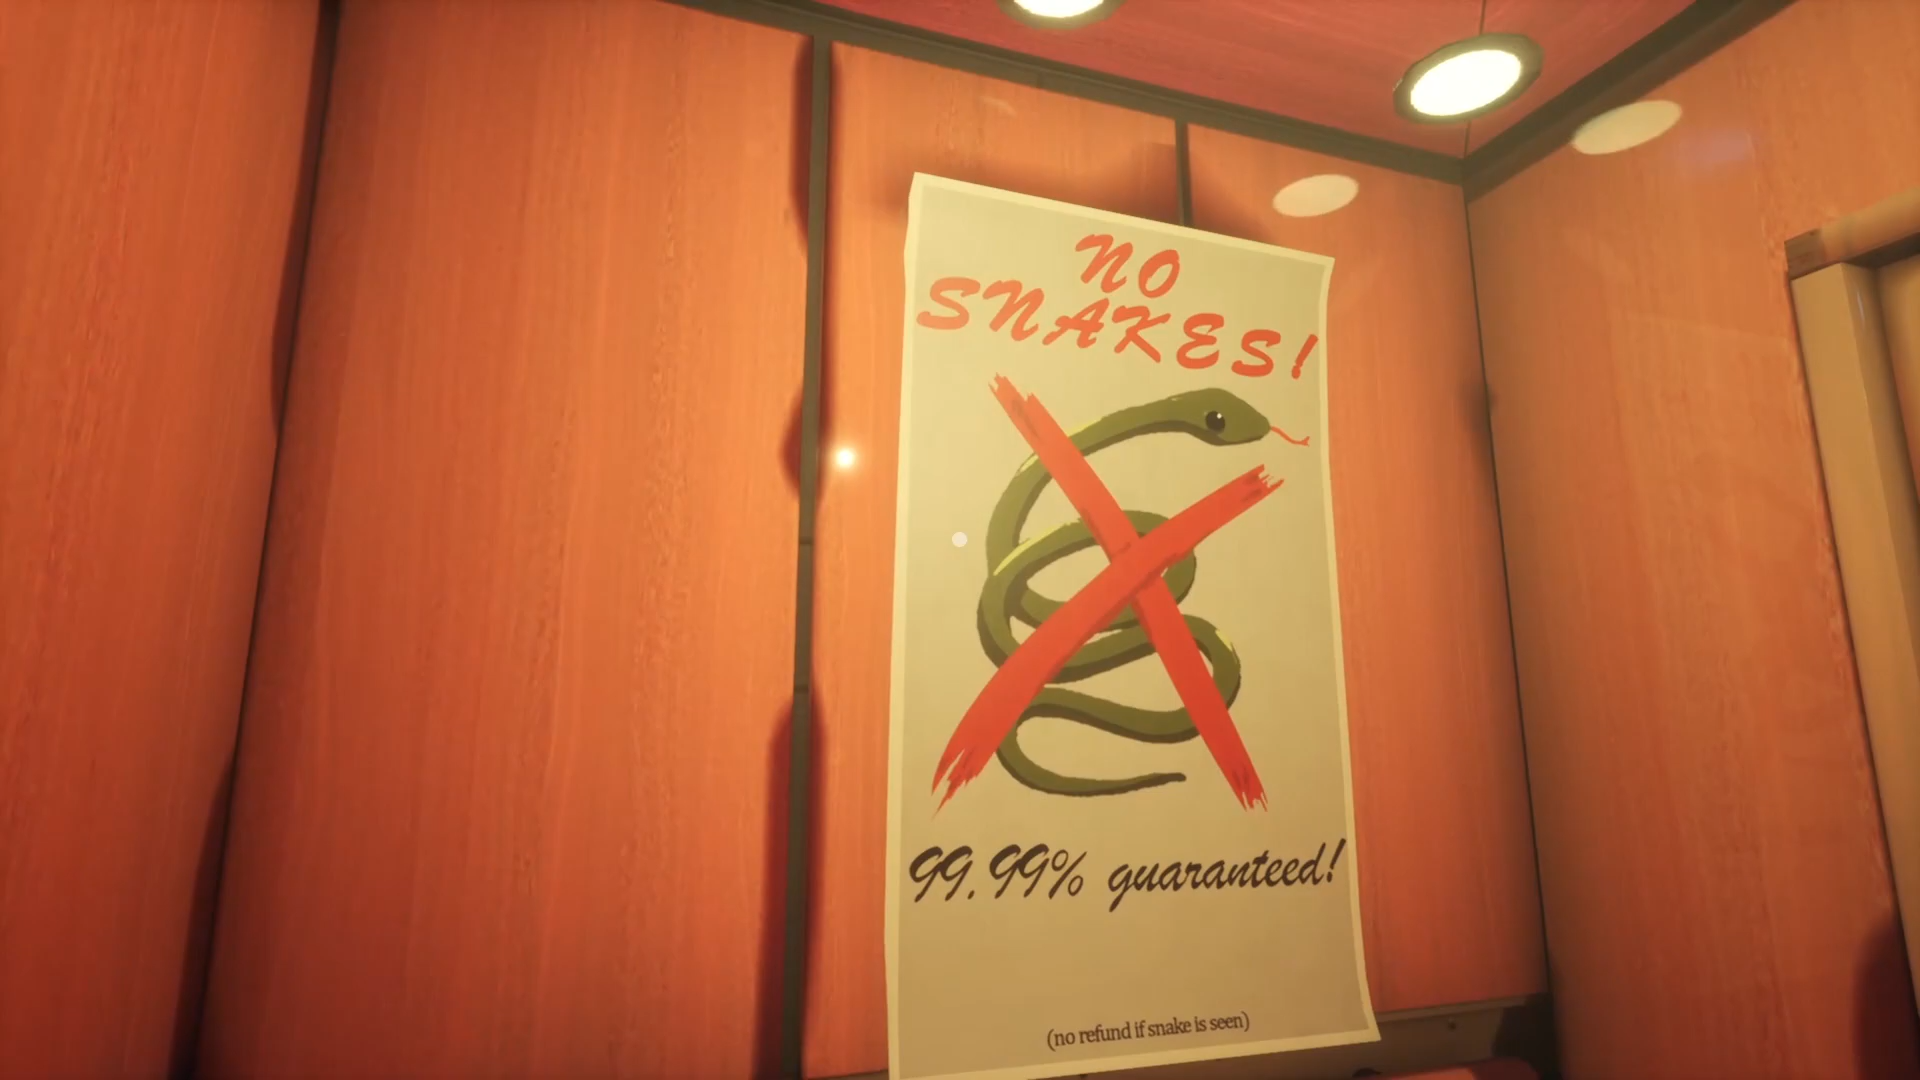 NO
SNAKES!
99.99% guaranteed!
(no refund if snake is seen)